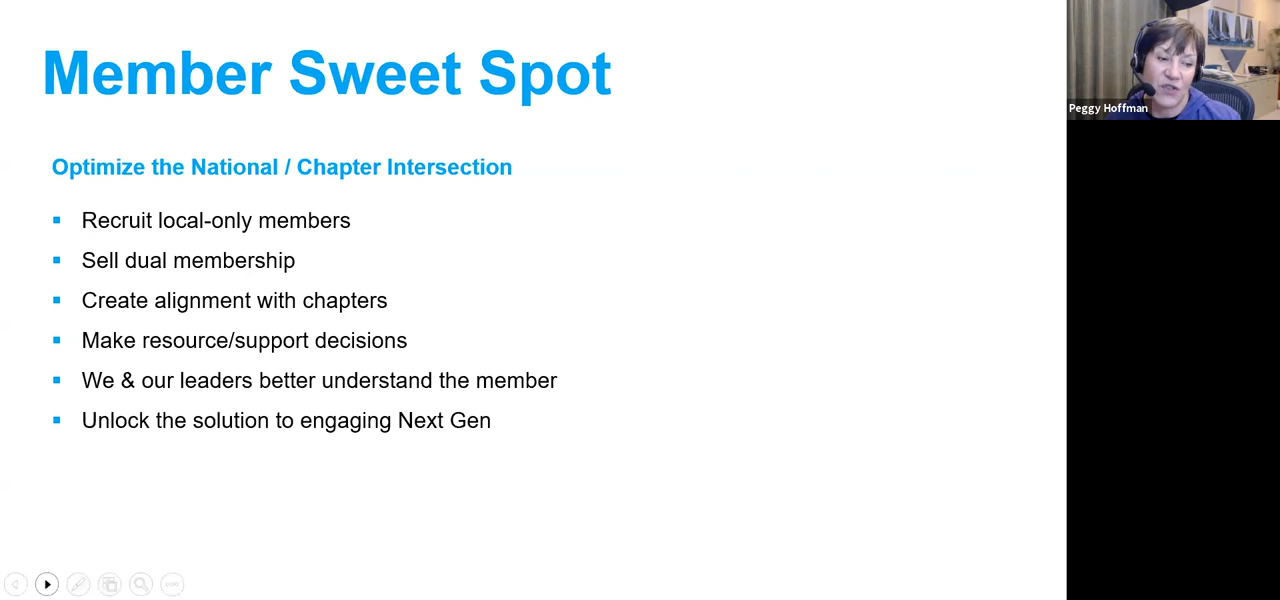 Member Sweet Spot
Optimize the National / Chapter Intersection
Recruit local-only members
Sell dual membership
Create alignment with chapters
Make resource/support decisions
We & our leaders better understand the member
Unlock the solution to engaging Next Gen
Peggy Hoffman